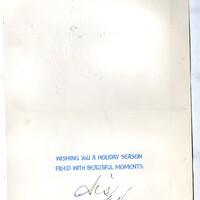 WISHING YOU A HOLIDAY SEASON
FILLED WITH BEAUTIFUL MOMENTS.